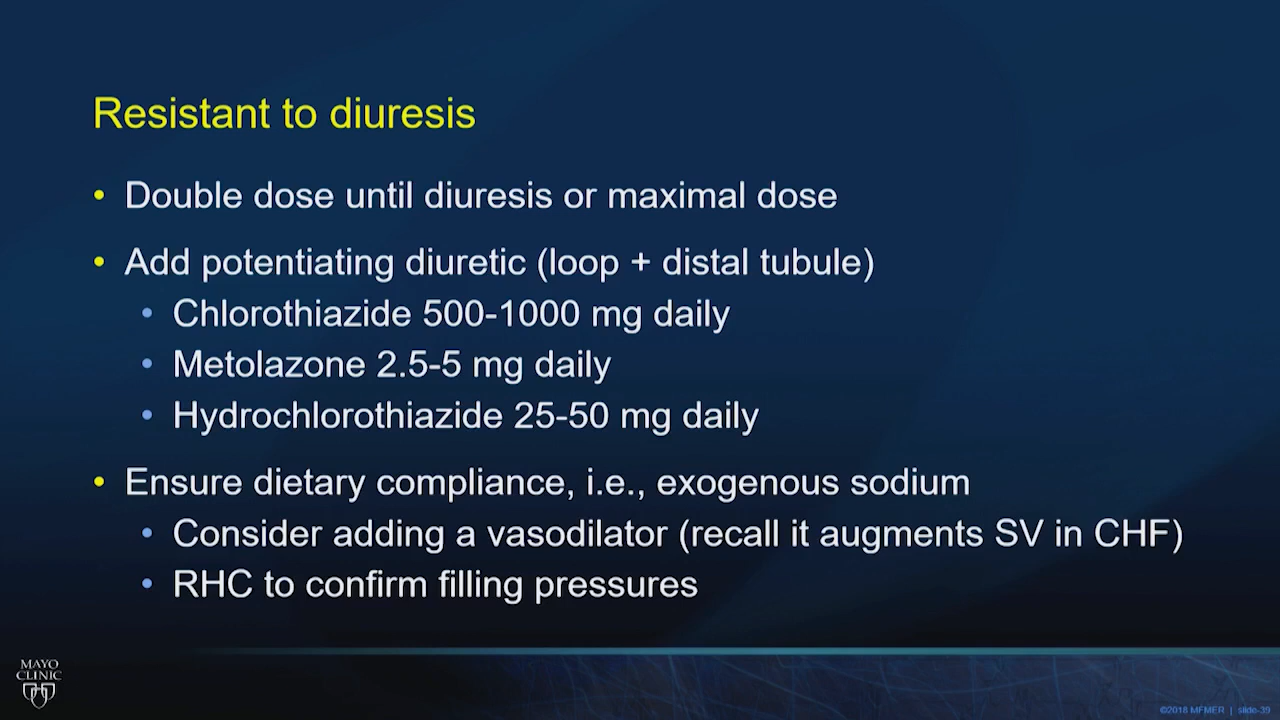 Resistant to diuresis
• Double dose until diuresis or maximal dose
• Add potentiating diuretic (loop + distal tubule)
• Chlorothiazide 500-1000 mg daily
• Metolazone 2.5-5 mg daily
• Hydrochlorothiazide 25-50 mg daily
• Ensure dietary compliance, i.e., exogenous sodium
• Consider adding a vasodilator (recall it augments SV in CHF)
• RHC to confirm filling pressures
MAYO
CLINIC
©2018 MFMER | slide-39